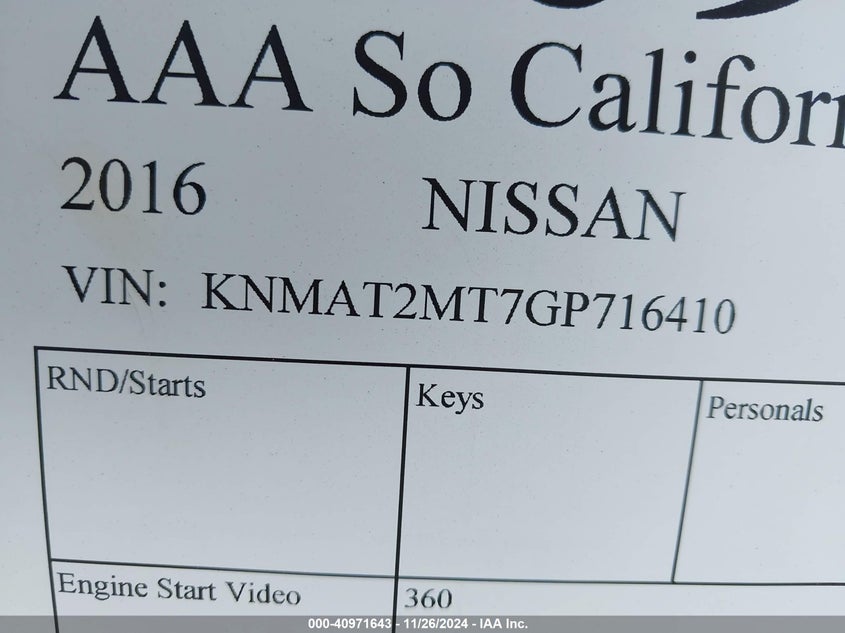 AAA So Califor
2016 NISSAN
VIN: KNMAT2MT7GP716410
RND/Starts Keys Personals
Engine Start Video 360
000-40971643 - 11/26/2024 - IAA Inc.